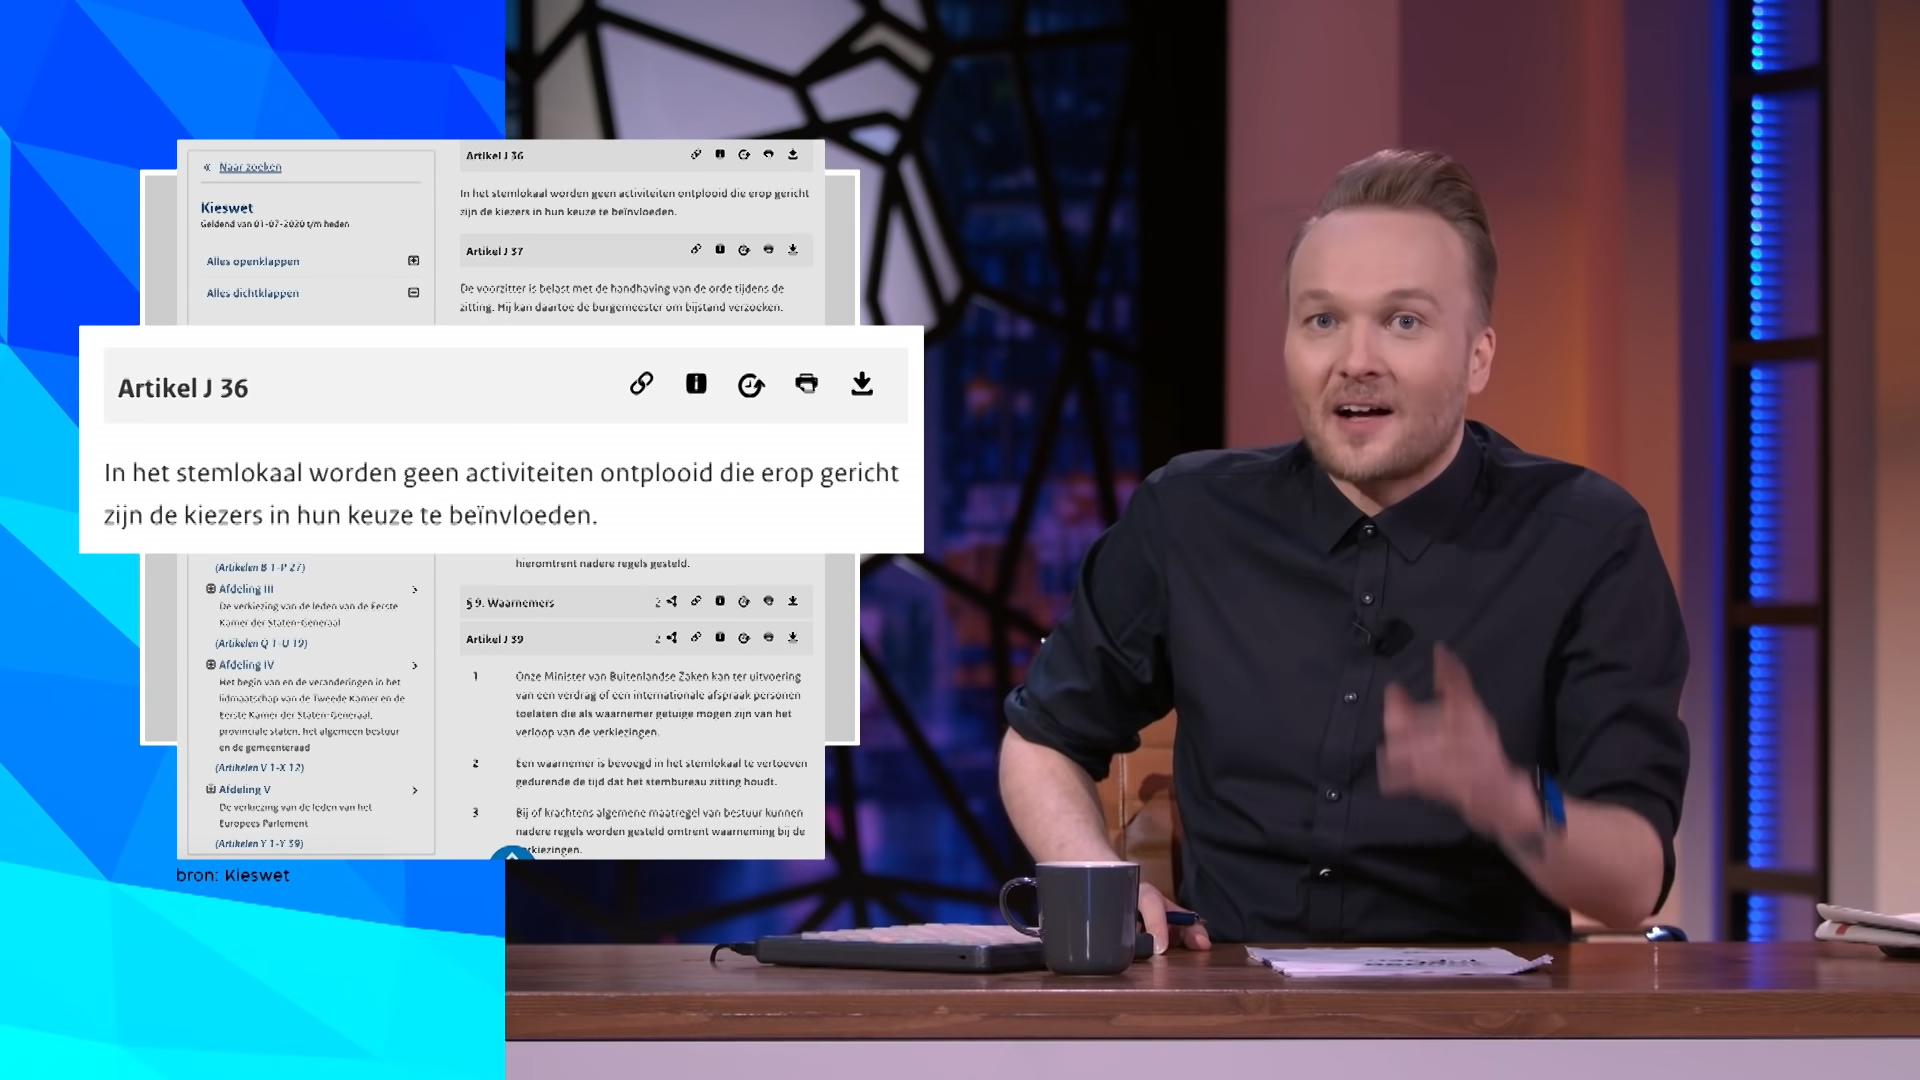 « Naar zoeken
Kieswet
Geldend van 01-07-2020 t/m heden
Alles openklappen
Alles dichtklappen
Artikel J 36
In het stemlokaal worden geen activiteiten ontplooid die erop gericht
zijn de kiezers in hun keuze te beïnvloeden.
Artikel J 37
De voorzitter is belast met de handhaving van de orde tijdens de
zitting. Hij kan daartoe de burgemeester om bijstand verzoeken.
Artikel J 36
In het stemlokaal worden geen activiteiten ontplooid die erop gericht
zijn de kiezers in hun keuze te beïnvloeden.
(Artikelen B 1-P 27)
Afdeling III
De verkiezing van de leden van de Eerste
Kamer der Staten-Generaal
(Artikelen Q 1-U 19)
Afdeling IV
Het begin van en de veranderingen in het
lidmaatschap van de Tweede Kamer en de
Eerste Kamer der Staten-Generaal,
provinciale staten, het algemeen bestuur
en de gemeenteraad
(Artikelen V 1-X 12)
Afdeling V
De verkiezing van de leden van het
Europees Parlement
(Artikelen Y 1-Y 39)
hieromtrent nadere regels gesteld.
§ 9. Waarnemers 2
Artikel J 39 2
1 Onze Minister van Buitenlandse Zaken kan ter uitvoering
van een verdrag of een internationale afspraak personen
toelaten die als waarnemer getuige mogen zijn van het
verloop van de verkiezingen.
2 Een waarnemer is bevoegd in het stemlokaal te vertoeven
gedurende de tijd dat het stembureau zitting houdt.
3 Bij of krachtens algemene maatregel van bestuur kunnen
nadere regels worden gesteld omtrent waarneming bij de
rkiezingen.
bron: Kieswet